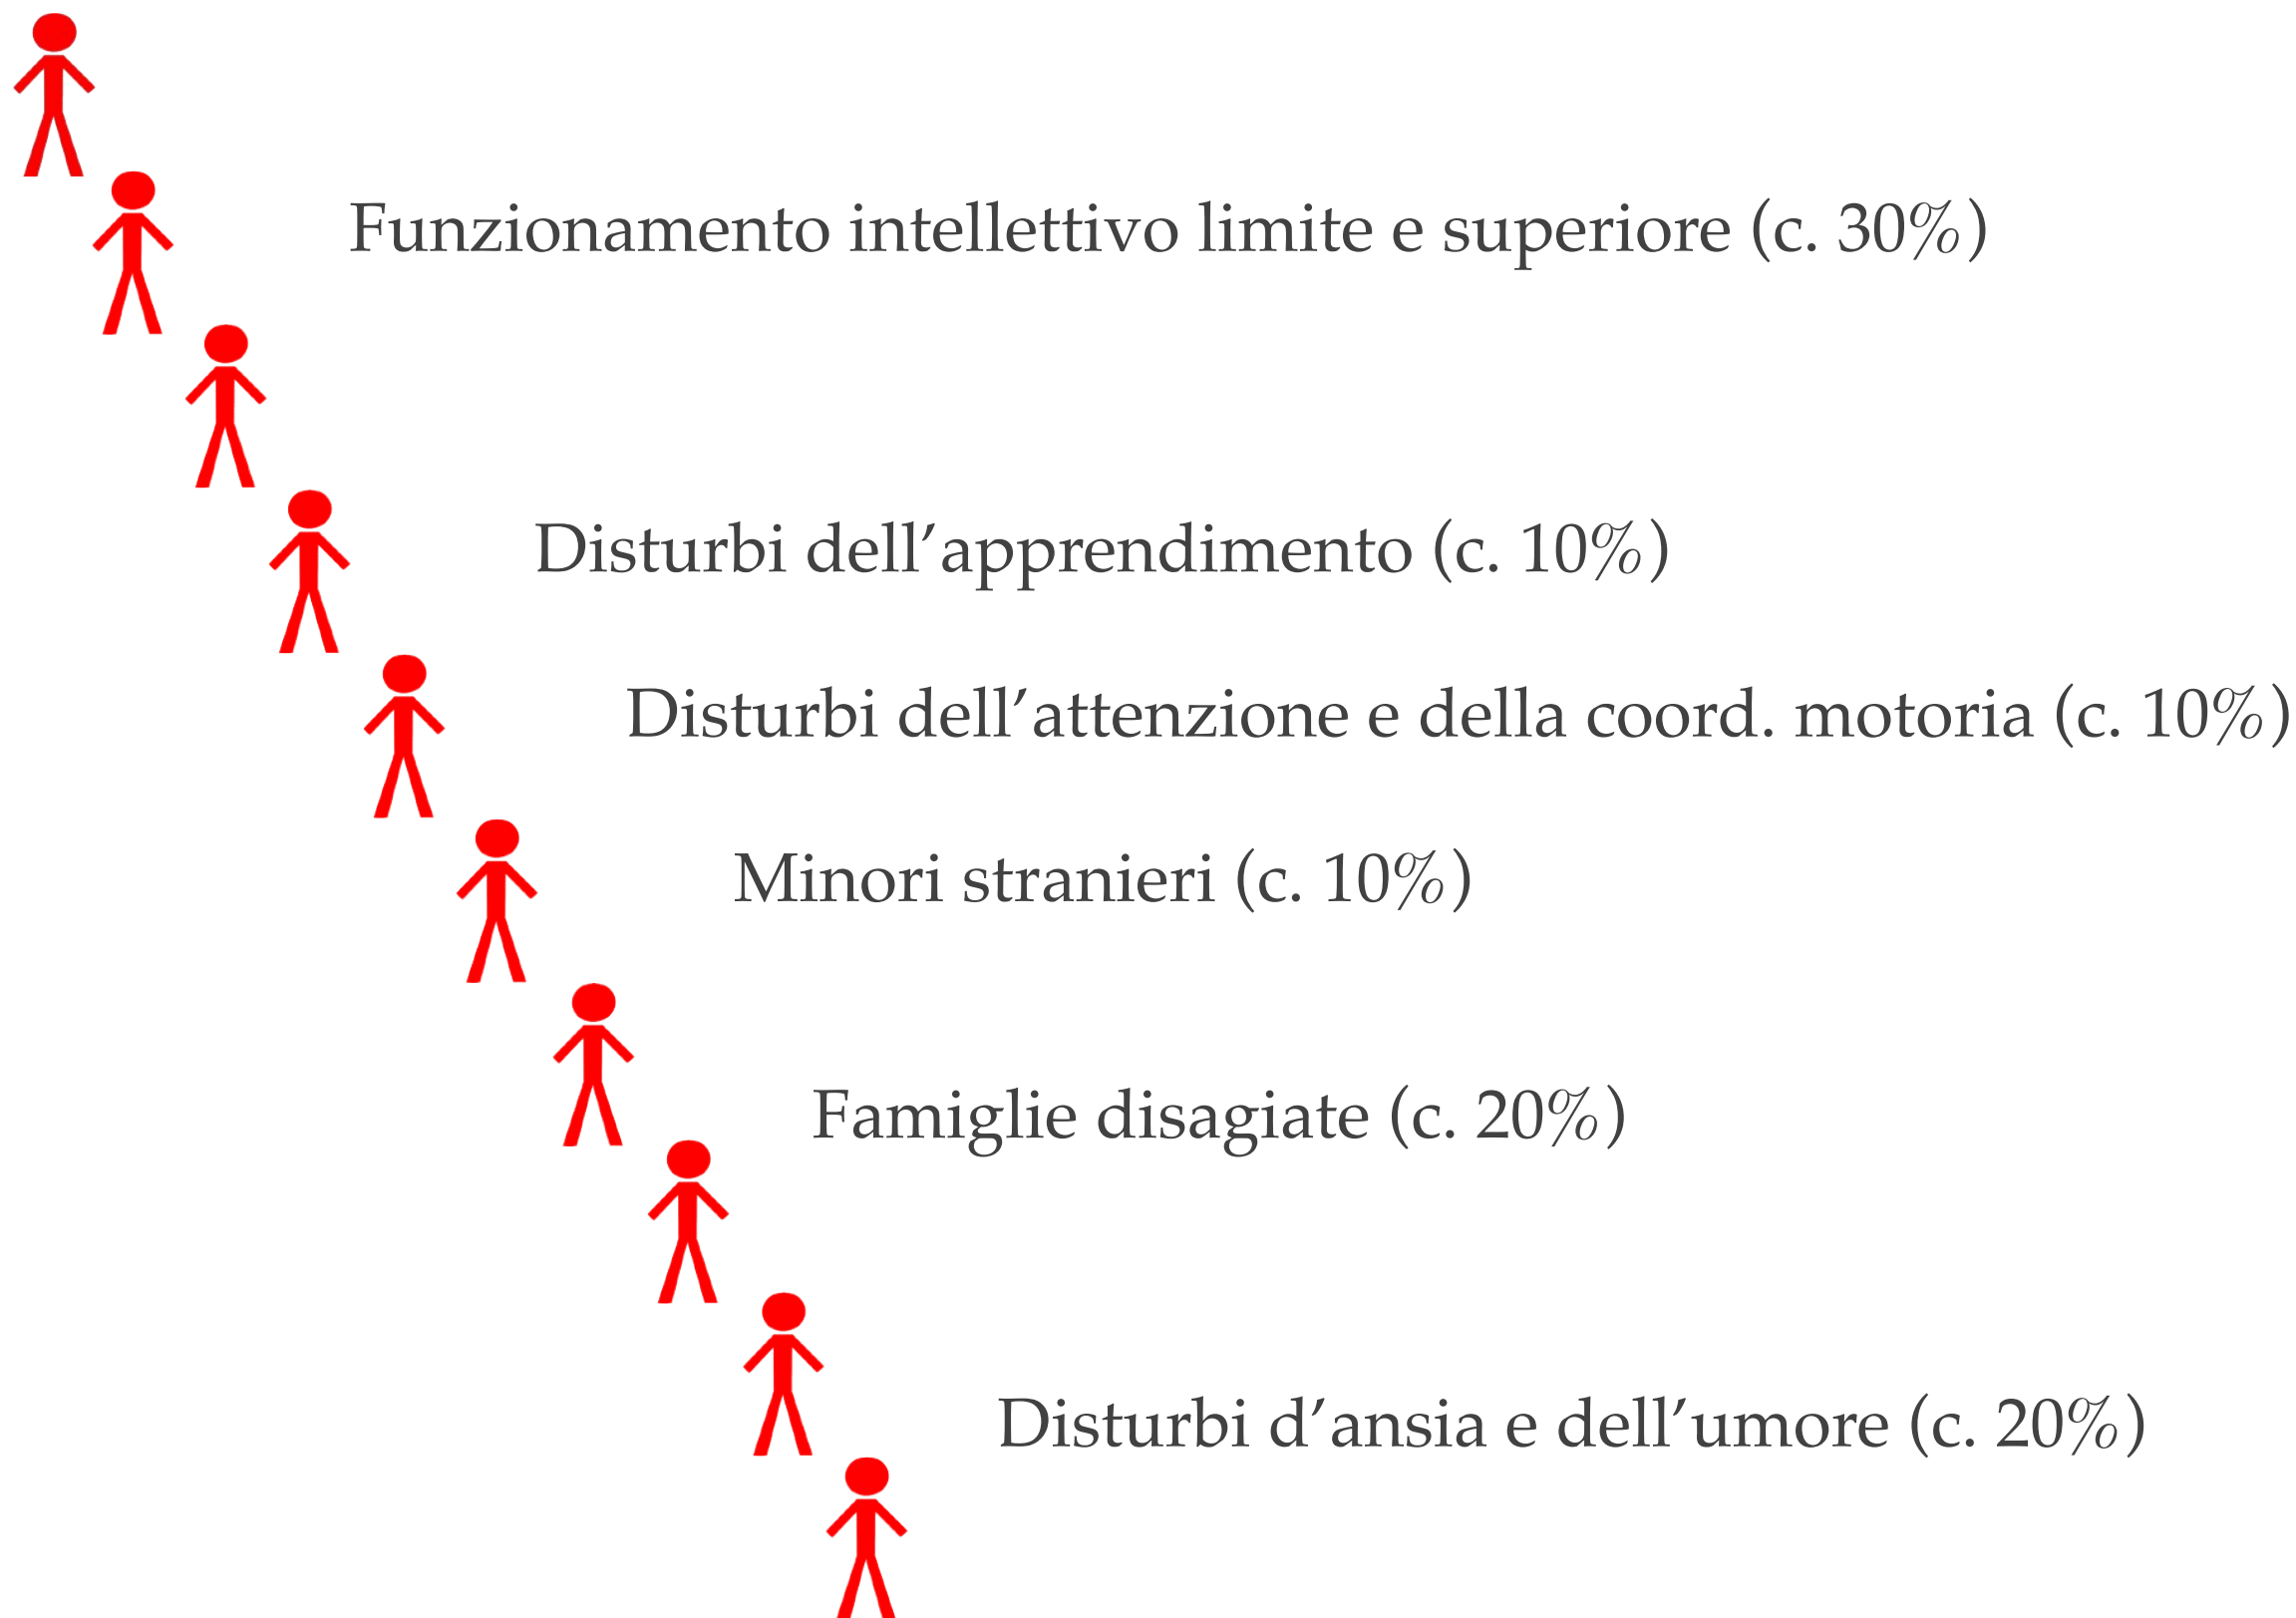 Funzionamento intellettivo limite e superiore (c. 30%)
Disturbi dell’apprendimento (c. 10%)
Disturbi dell’attenzione e della coord. motoria (c. 10%)
Minori stranieri (c. 10%)
Famiglie disagiate (c. 20%)
Disturbi d’ansia e dell’umore (c. 20%)